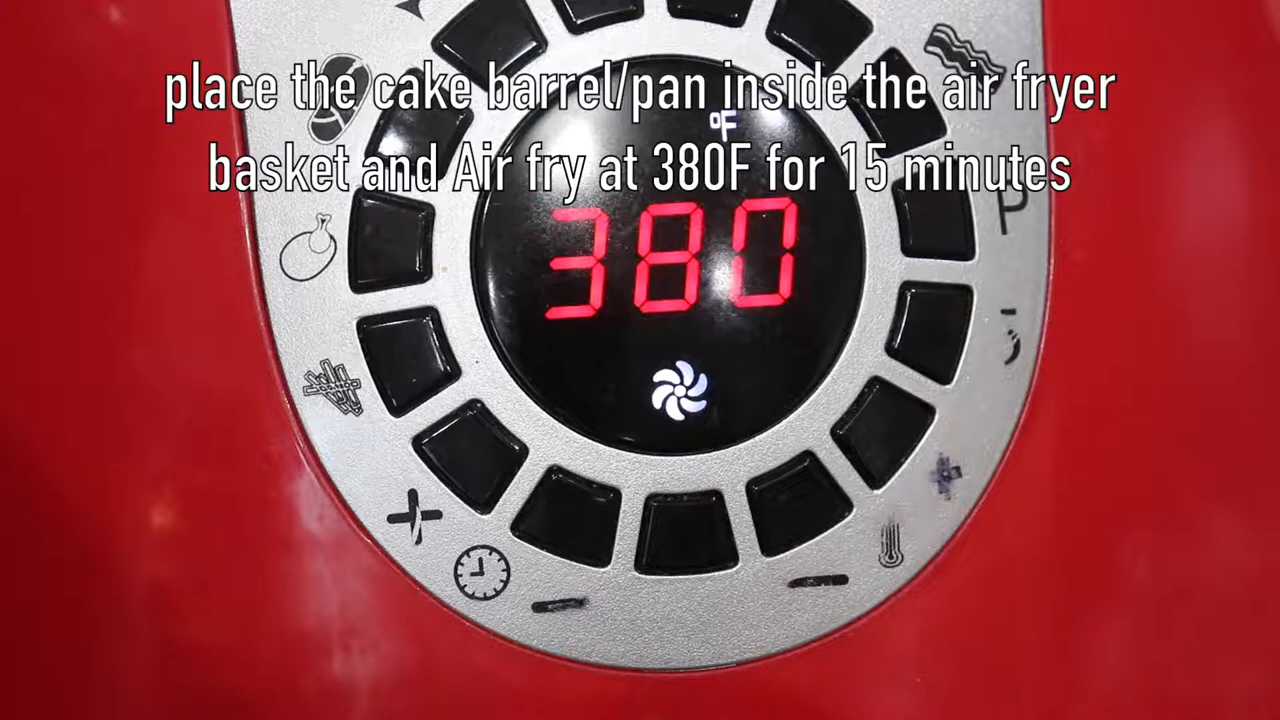 place the cake barrel/pan inside the air fryer
basket and Air fry at 380F for 15 minutes
°F
380